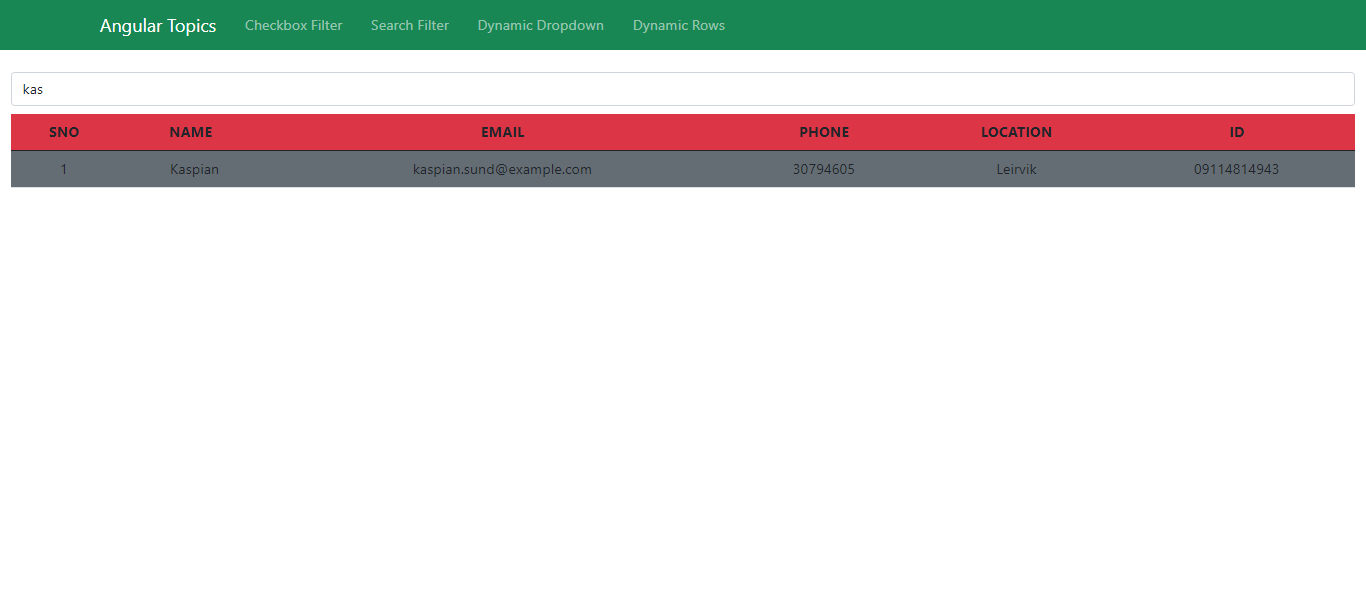 Angular Topics Checkbox Filter Search Filter Dynamic Dropdown Dynamic Rows
kas
SNO NAME EMAIL PHONE LOCATION ID
1 Kaspian kaspian.sund@example.com 30794605 Leirvik 09114814943